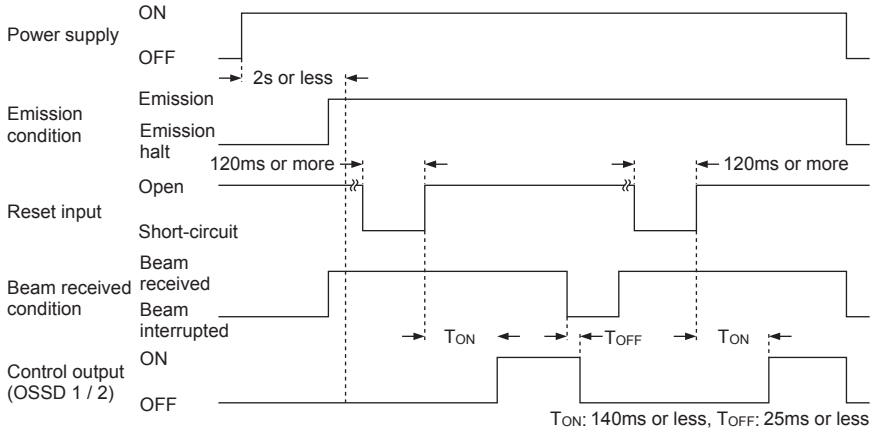 Power supply
ON
OFF
2s or less
Emission condition
Emission
Emission halt
120ms or more
120ms or more
Reset input
Open
Short-circuit
Beam received condition
Beam received
Beam interrupted
TON
TOFF
TON
Control output (OSSD 1 / 2)
ON
OFF
TON: 140ms or less, TOFF: 25ms or less